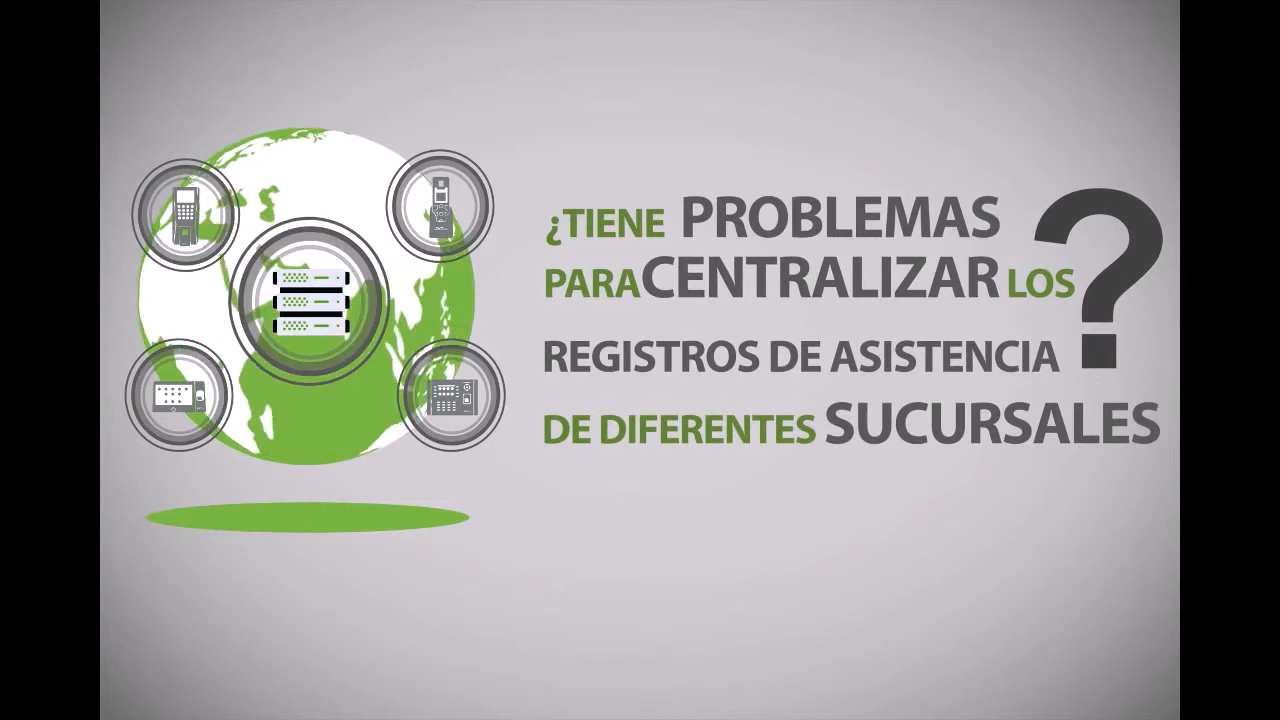 ¿TIENE PROBLEMAS
PARA CENTRALIZAR LOS
REGISTROS DE ASISTENCIA
DE DIFERENTES SUCURSALES
?